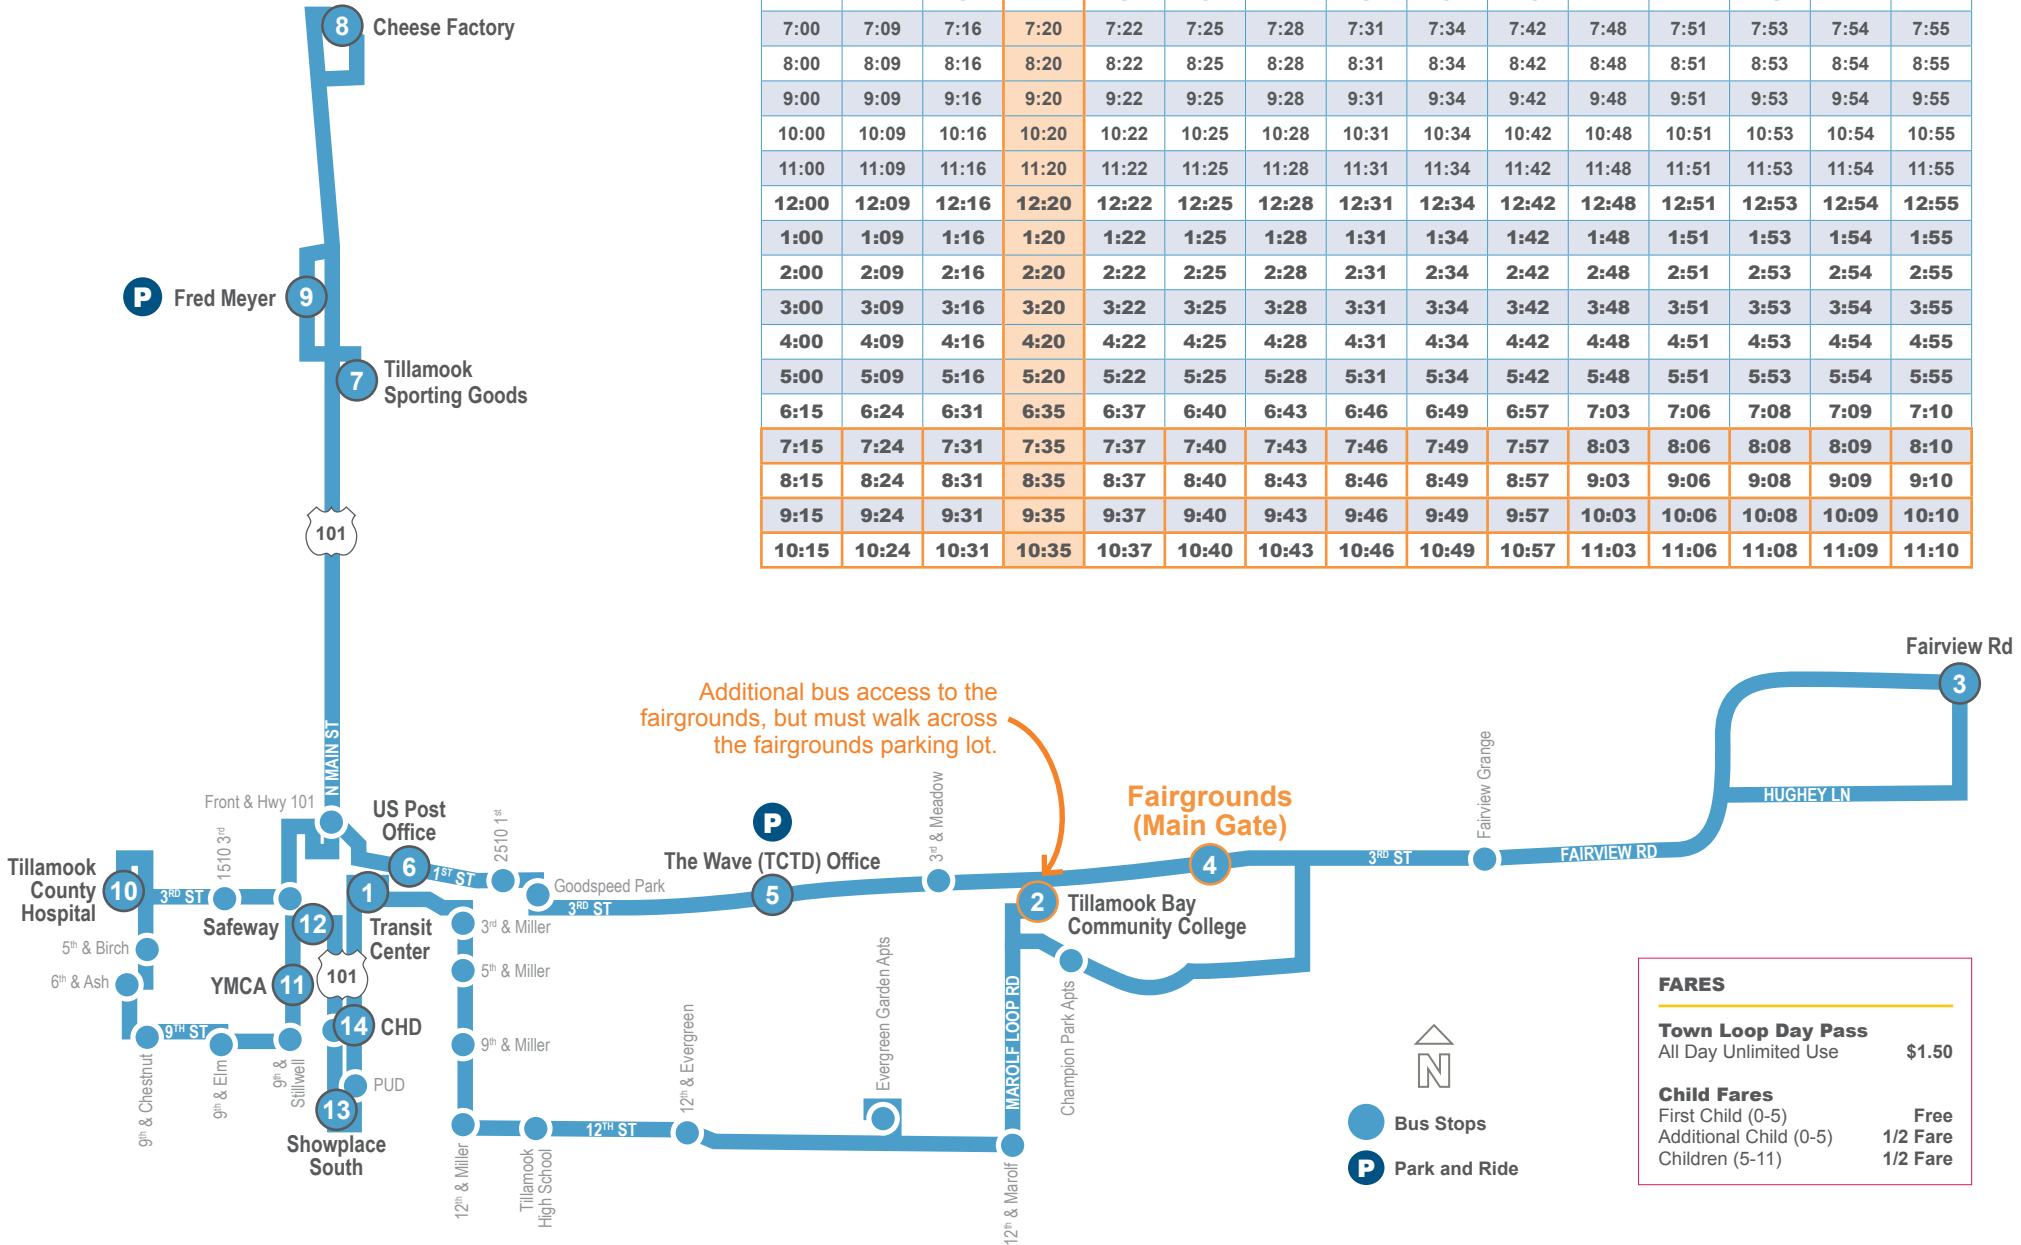 7:00 7:09 7:16 7:20 7:22 7:25 7:28 7:31 7:34 7:42 7:48 7:51 7:53 7:54 7:55
8:00 8:09 8:16 8:20 8:22 8:25 8:28 8:31 8:34 8:42 8:48 8:51 8:53 8:54 8:55
9:00 9:09 9:16 9:20 9:22 9:25 9:28 9:31 9:34 9:42 9:48 9:51 9:53 9:54 9:55
10:00 10:09 10:16 10:20 10:22 10:25 10:28 10:31 10:34 10:42 10:48 10:51 10:53 10:54 10:55
11:00 11:09 11:16 11:20 11:22 11:25 11:28 11:31 11:34 11:42 11:48 11:51 11:53 11:54 11:55
12:00 12:09 12:16 12:20 12:22 12:25 12:28 12:31 12:34 12:42 12:48 12:51 12:53 12:54 12:55
1:00 1:09 1:16 1:20 1:22 1:25 1:28 1:31 1:34 1:42 1:48 1:51 1:53 1:54 1:55
2:00 2:09 2:16 2:20 2:22 2:25 2:28 2:31 2:34 2:42 2:48 2:51 2:53 2:54 2:55
3:00 3:09 3:16 3:20 3:22 3:25 3:28 3:31 3:34 3:42 3:48 3:51 3:53 3:54 3:55
4:00 4:09 4:16 4:20 4:22 4:25 4:28 4:31 4:34 4:42 4:48 4:51 4:53 4:54 4:55
5:00 5:09 5:16 5:20 5:22 5:25 5:28 5:31 5:34 5:42 5:48 5:51 5:53 5:54 5:55
6:15 6:24 6:31 6:35 6:37 6:40 6:43 6:46 6:49 6:57 7:03 7:06 7:08 7:09 7:10
7:15 7:24 7:31 7:35 7:37 7:40 7:43 7:46 7:49 7:57 8:03 8:06 8:08 8:09 8:10
8:15 8:24 8:31 8:35 8:37 8:40 8:43 8:46 8:49 8:57 9:03 9:06 9:08 9:09 9:10
9:15 9:24 9:31 9:35 9:37 9:40 9:43 9:46 9:49 9:57 10:03 10:06 10:08 10:09 10:10
10:15 10:24 10:31 10:35 10:37 10:40 10:43 10:46 10:49 10:57 11:03 11:06 11:08 11:09 11:10
8 Cheese Factory
P Fred Meyer 9
7 Tillamook
Sporting Goods
101
N MAIN ST
Front & Hwy 101
US Post
Office
6
1ST ST
2510 1st
Goodspeed Park
3RD ST
P
The Wave (TCTD) Office
5
3rd & Meadow
Additional bus access to the
fairgrounds, but must walk across
the fairgrounds parking lot.
Fairgrounds
(Main Gate)
4
3RD ST
Fairview Grange
FAIRVIEW RD
HUGHEY LN
Fairview Rd
3
2 Tillamook Bay
Community College
Tillamook
County
Hospital
10
3RD ST
1510 3rd
Safeway 12
1 Transit
Center
5th & Birch
6th & Ash
YMCA 11
101
14 CHD
9TH ST
9th & Chestnut
9th & Elm
9th &
Stillwell
PUD
13
Showplace
South
3rd & Miller
5th & Miller
9th & Miller
12th & Miller
Tillamook
High School
12TH ST
12th & Evergreen
Evergreen Garden Apts
MAROLF LOOP RD
12th & Marolf
Champion Park Apts
N
Bus Stops
P Park and Ride
FARES
Town Loop Day Pass
All Day Unlimited Use $1.50
Child Fares
First Child (0-5) Free
Additional Child (0-5) 1/2 Fare
Children (5-11) 1/2 Fare